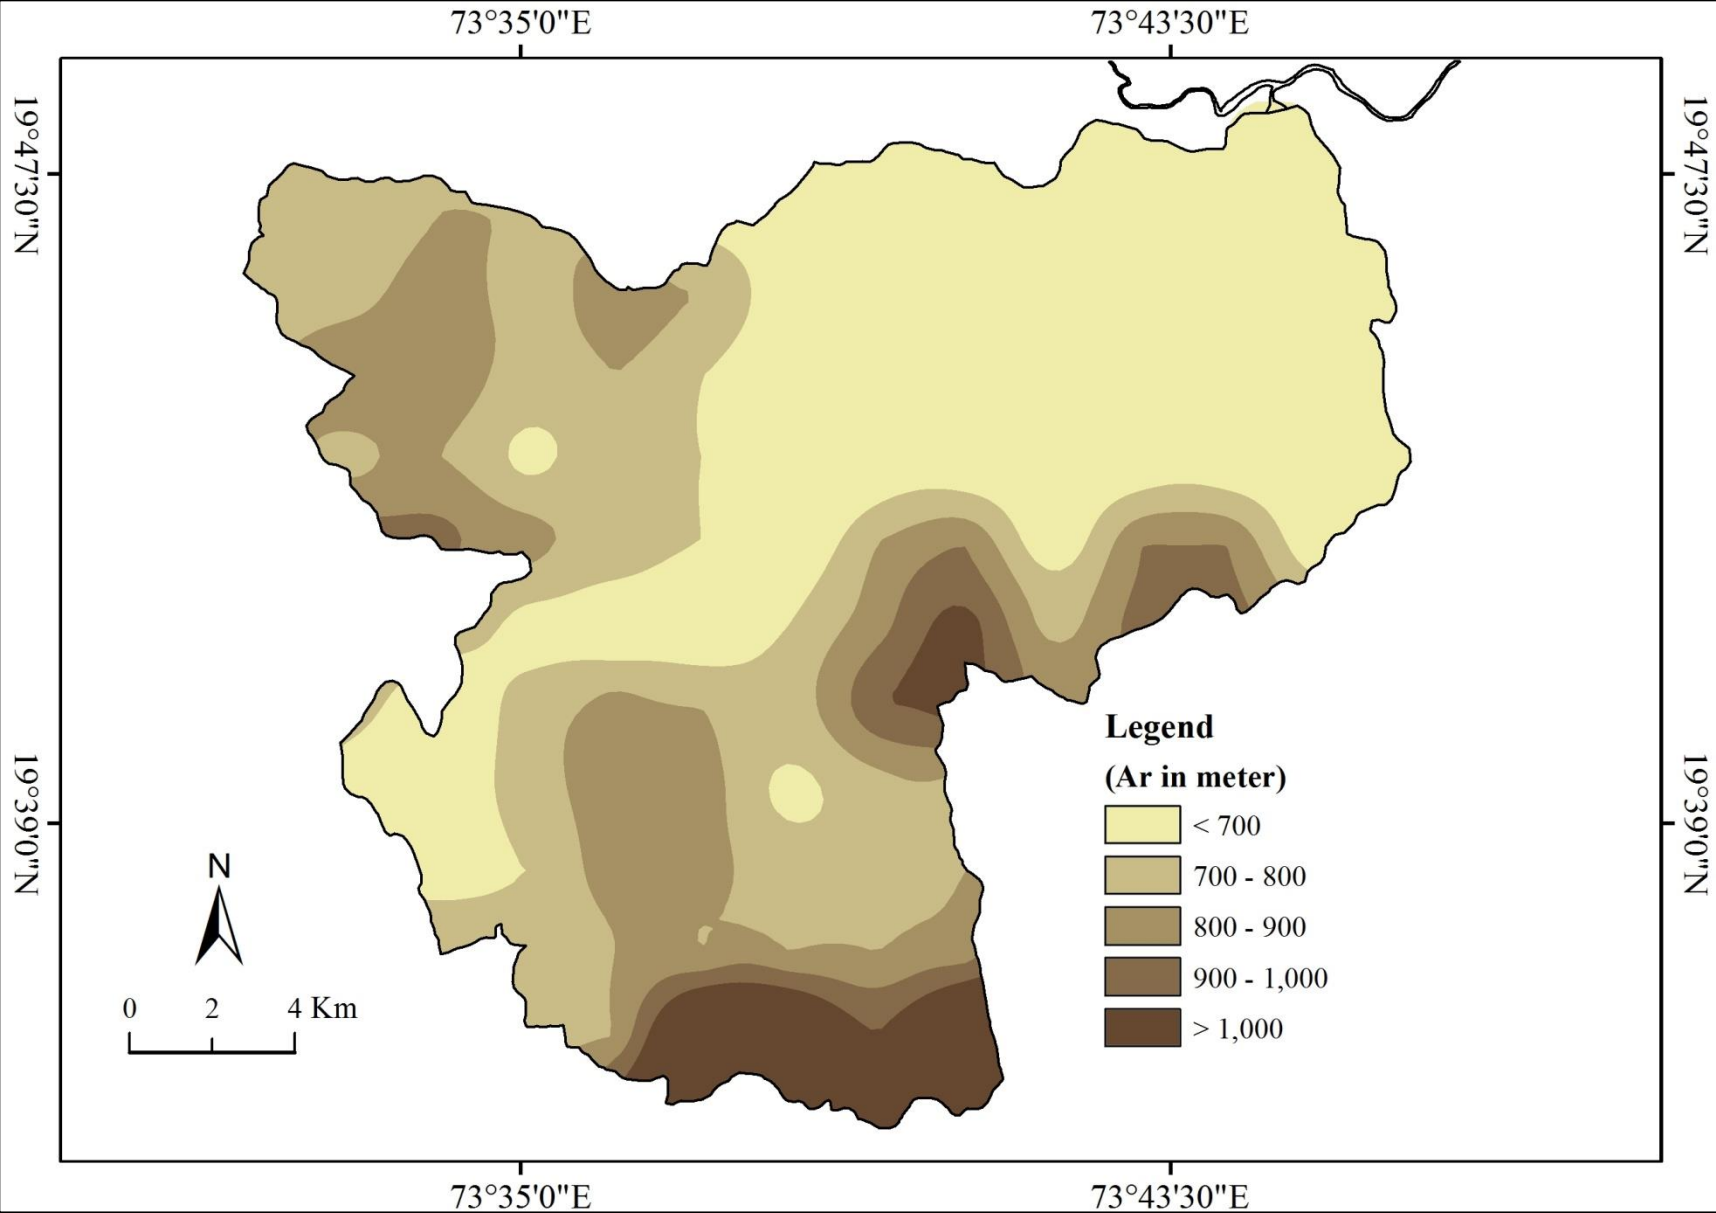 73°35'0"E 73°43'30"E
19°47'30"N 19°47'30"N
Legend
(Ar in meter)
< 700
700 - 800
800 - 900
900 - 1,000
> 1,000
19°39'0"N 19°39'0"N
N
0 2 4 Km
73°35'0"E 73°43'30"E